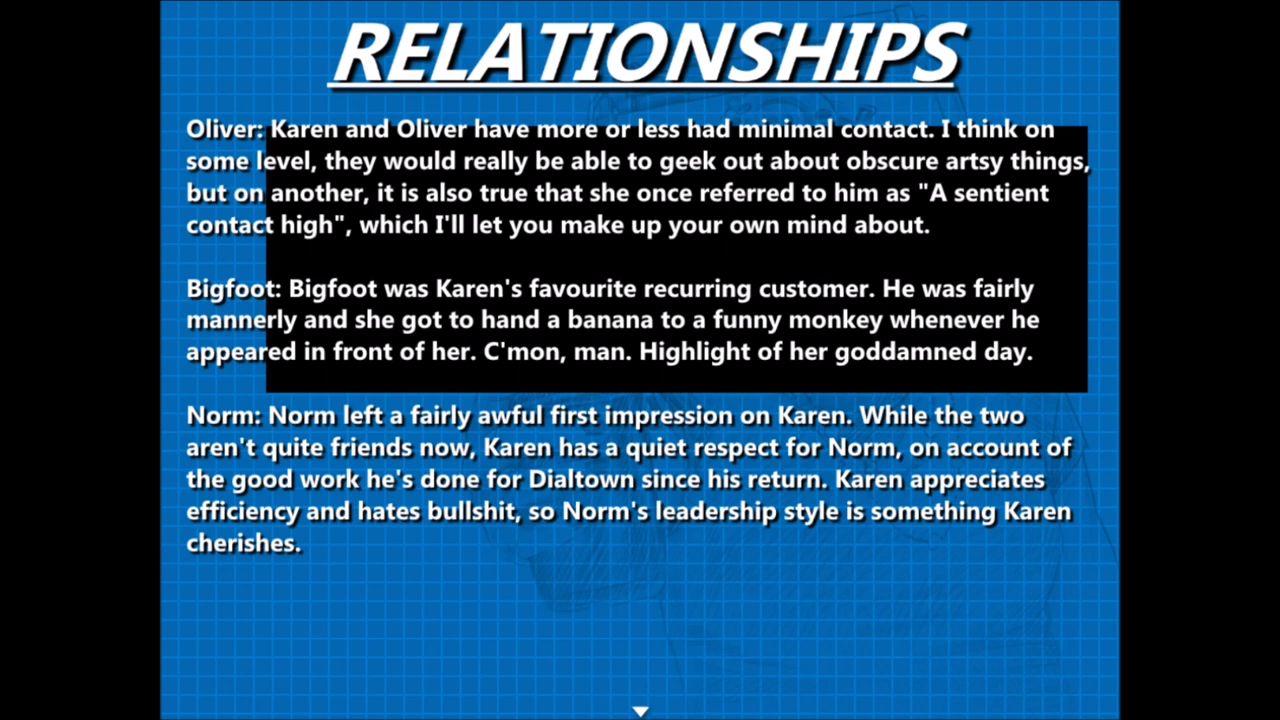 RELATIONSHIPS
Oliver: Karen and Oliver have more or less had minimal contact. I think on
some level, they would really be able to geek out about obscure artsy things,
but on another, it is also true that she once referred to him as "A sentient
contact high", which I'll let you make up your own mind about.
Bigfoot: Bigfoot was Karen's favourite recurring customer. He was fairly
mannerly and she got to hand a banana to a funny monkey whenever he
appeared in front of her. C'mon, man. Highlight of her goddamned day.
Norm: Norm left a fairly awful first impression on Karen. While the two
aren't quite friends now, Karen has a quiet respect for Norm, on account of
the good work he's done for Dialtown since his return. Karen appreciates
efficiency and hates bullshit, so Norm's leadership style is something Karen
cherishes.